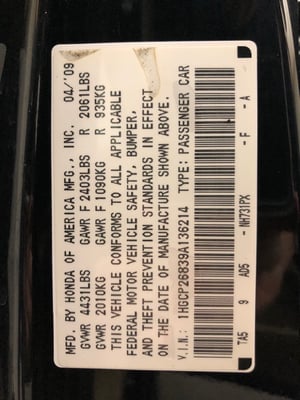 MFD. BY HONDA OF AMERICA MFG., INC. 04/'09
GVWR 4431LBS GAWR F 2403LBS R 2061LBS
GVWR 2010KG GAWR F 1090KG R 935KG
THIS VEHICLE CONFORMS TO ALL APPLICABLE
FEDERAL MOTOR VEHICLE SAFETY, BUMPER,
AND THEFT PREVENTION STANDARDS IN EFFECT
ON THE DATE OF MANUFACTURE SHOWN ABOVE.
V.I.N.: 1HGCP26839A136214 TYPE: PASSENGER CAR
TA5 9 AD5 -NH731PX -F -A